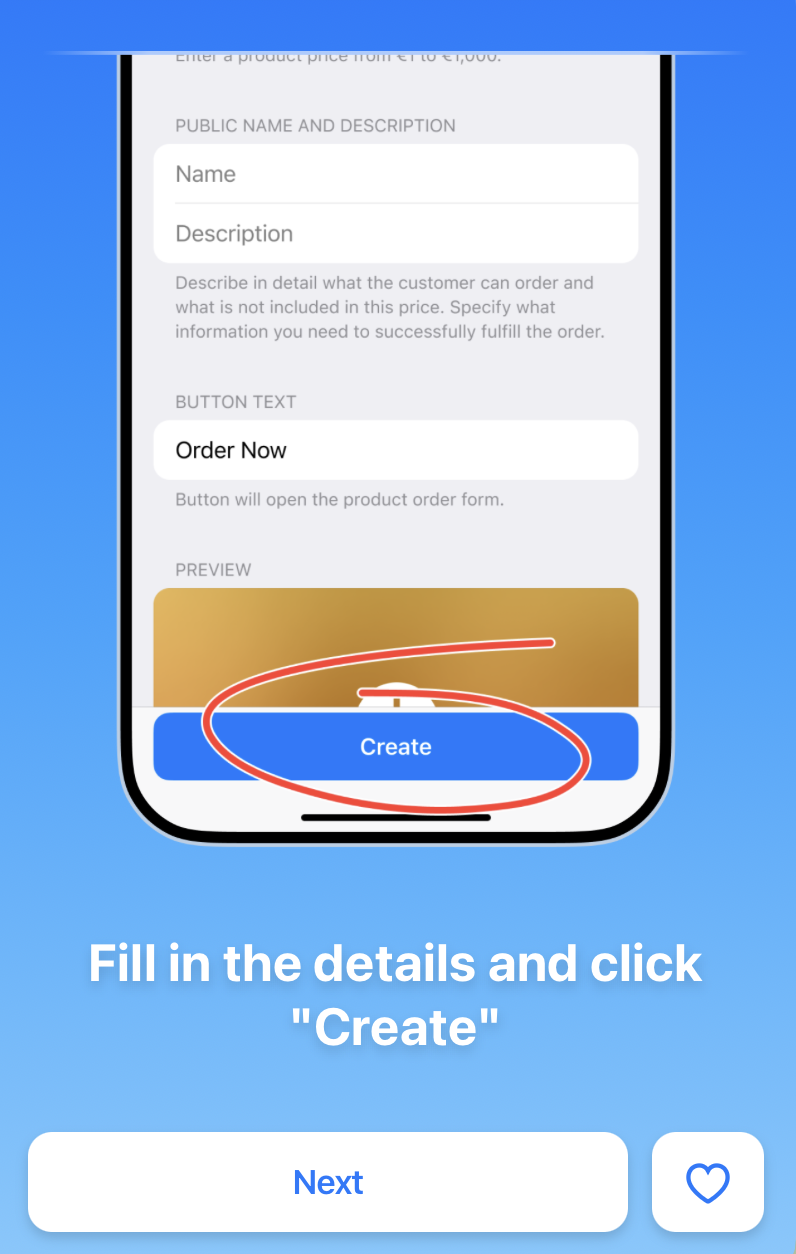 Enter a product price from €1 to €1,000.
PUBLIC NAME AND DESCRIPTION
Name
Description
Describe in detail what the customer can order and
what is not included in this price. Specify what
information you need to successfully fulfill the order.
BUTTON TEXT
Order Now
Button will open the product order form.
PREVIEW
Create
Fill in the details and click
"Create"
Next